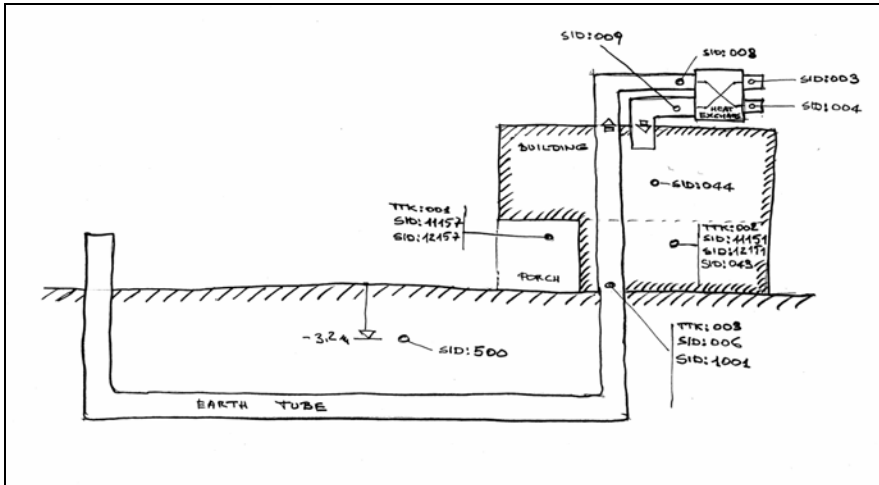 SID:009
SID:008
SID:003
SID:004
HEAT
EXCHANG.
BUILDING
SID:044
TTK:001
SID:11157
SID:12157
TTK:002
SID:11151
SID:12151
SID:043
PORCH
-3,2m
SID:500
TTK:003
SID:006
SID:1001
EARTH TUBE